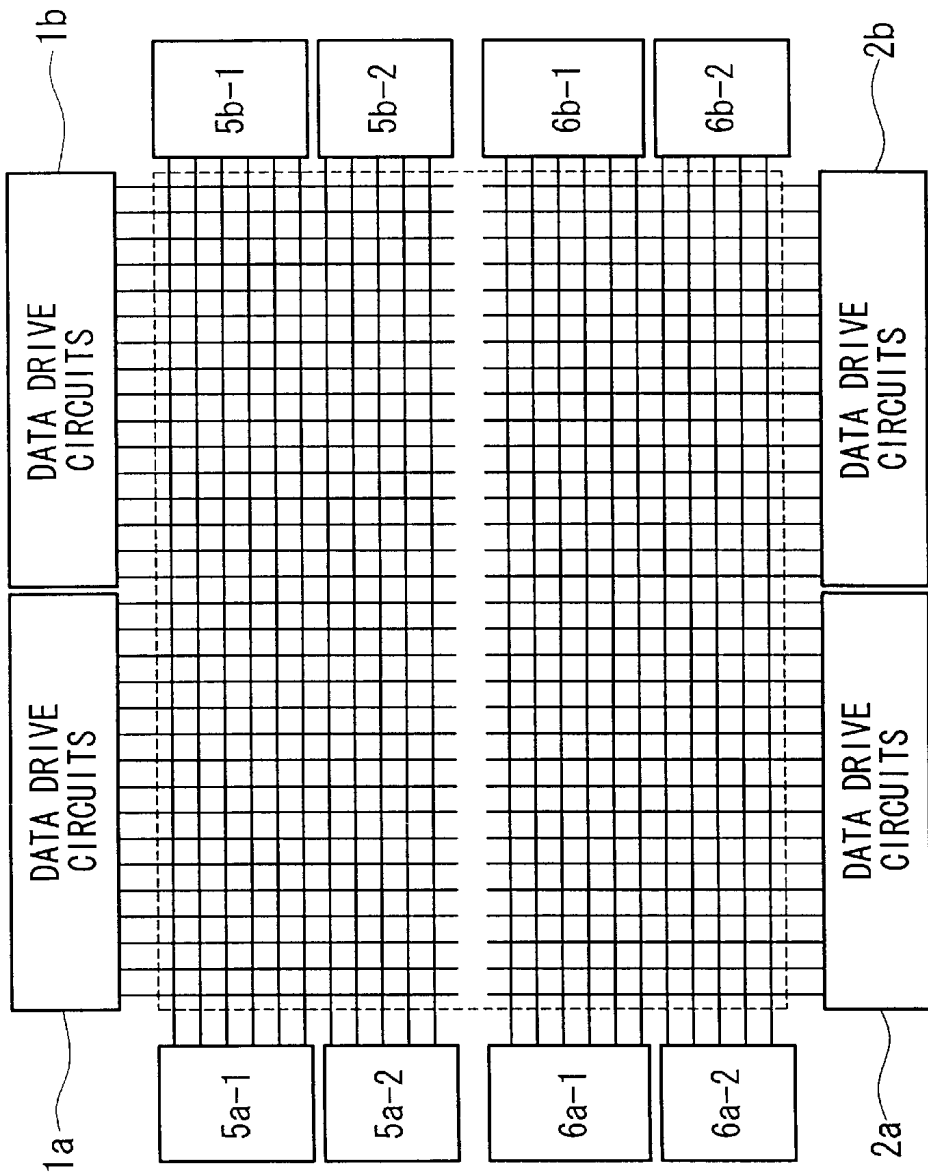 1a
1b
DATA DRIVE
CIRCUITS
DATA DRIVE
CIRCUITS
5a-1
5b-1
5a-2
5b-2
6a-1
6b-1
6a-2
6b-2
DATA DRIVE
CIRCUITS
DATA DRIVE
CIRCUITS
2a
2b